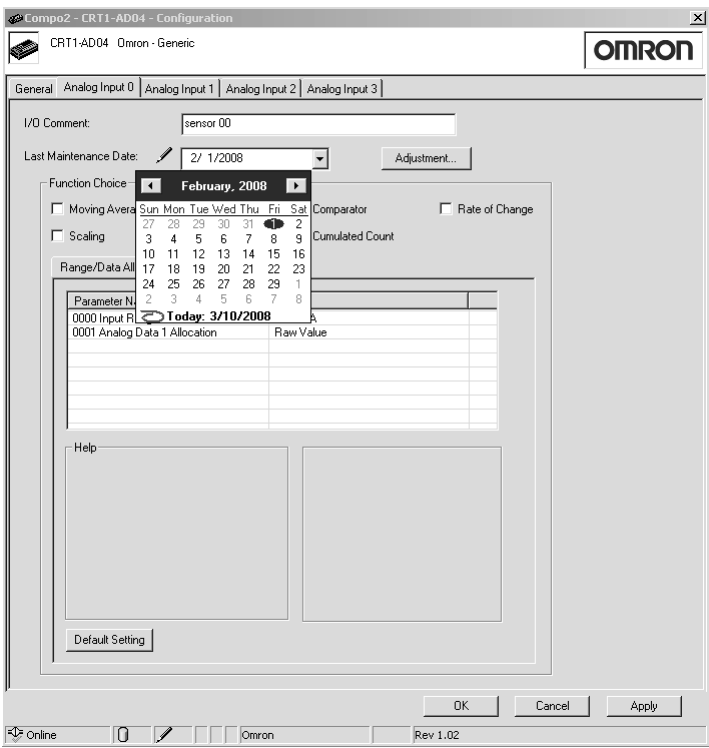 Compo2 - CRT1-AD04 - Configuration
CRT1-AD04 Omron - Generic
OMRON
General Analog Input 0 Analog Input 1 Analog Input 2 Analog Input 3
I/O Comment: sensor 00
Last Maintenance Date: 2/ 1/2008 Adjustment...
Function Choice
February, 2008
Moving Avera Comparator Rate of Change
Scaling Cumulated Count
Sun Mon Tue Wed Thu Fri Sat
27 28 29 30 31 1 2
3 4 5 6 7 8 9
10 11 12 13 14 15 16
17 18 19 20 21 22 23
24 25 26 27 28 29 1
2 3 4 5 6 7 8
Today: 3/10/2008
Range/Data All
Parameter N
0000 Input R A
0001 Analog Data 1 Allocation Raw Value
Help
Default Setting
OK Cancel Apply
Online Omron Rev 1.02